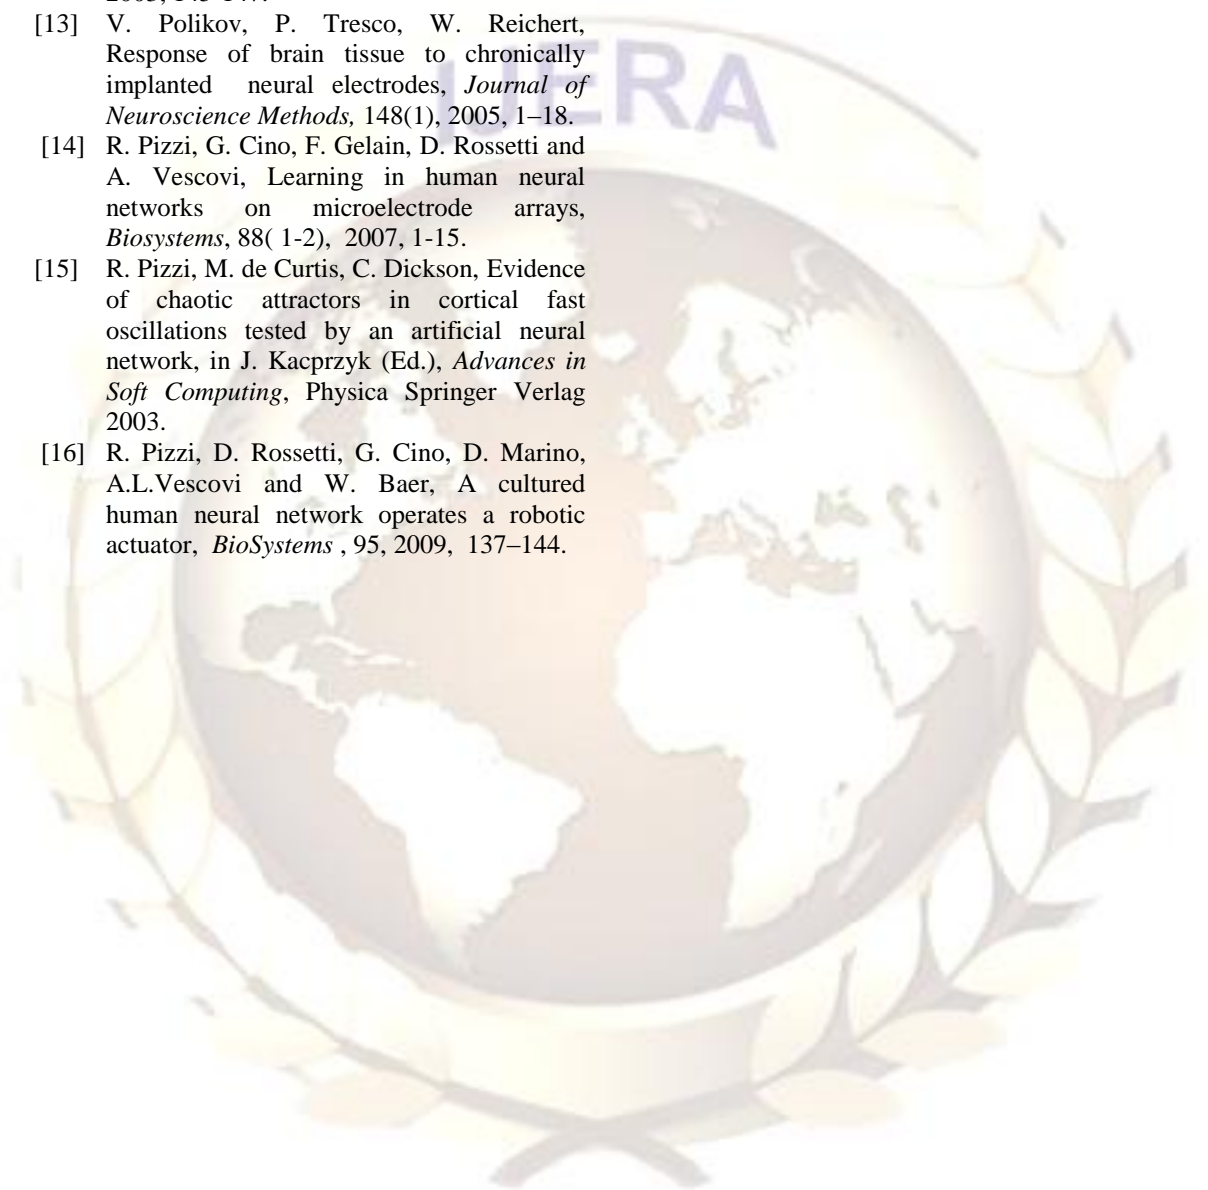 [13] V. Polikov, P. Tresco, W. Reichert,
Response of brain tissue to chronically
implanted neural electrodes, Journal of
Neuroscience Methods, 148(1), 2005, 1–18.
[14] R. Pizzi, G. Cino, F. Gelain, D. Rossetti and
A. Vescovi, Learning in human neural
networks on microelectrode arrays,
Biosystems, 88( 1-2), 2007, 1-15.
[15] R. Pizzi, M. de Curtis, C. Dickson, Evidence
of chaotic attractors in cortical fast
oscillations tested by an artificial neural
network, in J. Kacprzyk (Ed.), Advances in
Soft Computing, Physica Springer Verlag
2003.
[16] R. Pizzi, D. Rossetti, G. Cino, D. Marino,
A.L.Vescovi and W. Baer, A cultured
human neural network operates a robotic
actuator, BioSystems , 95, 2009, 137–144.
IJERA